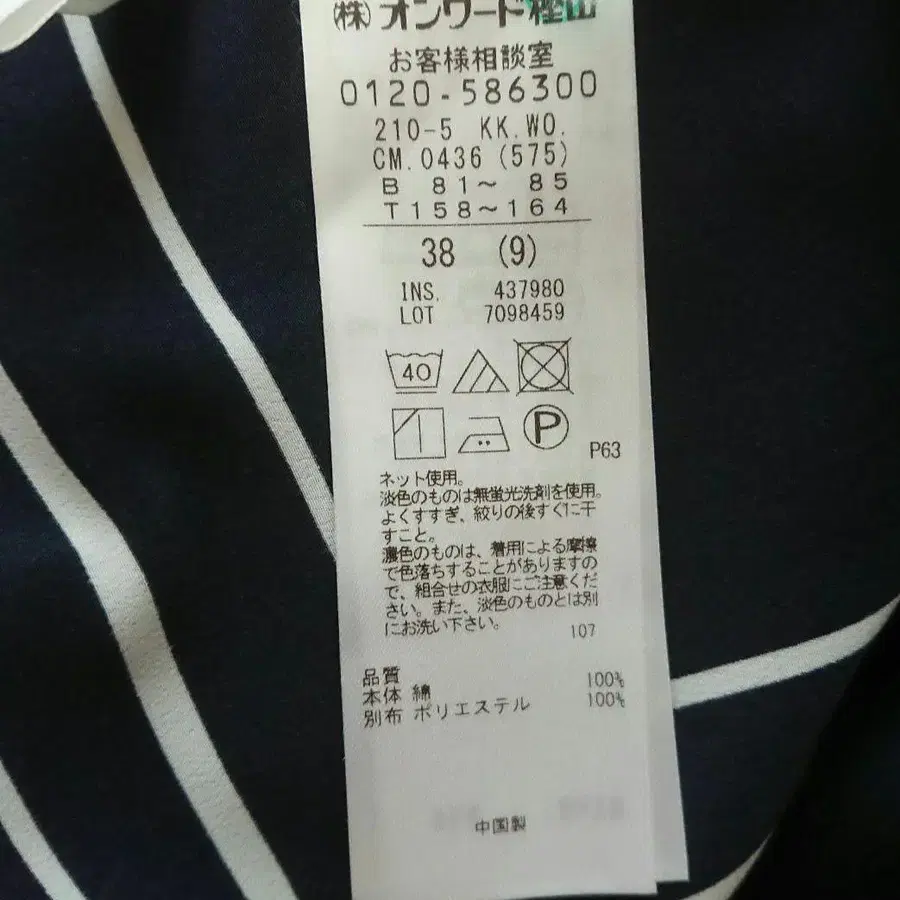 ㈱オンワード樫山
お客様相談室
0120-586300
210-5 KK.WO.
CM.0436 (575)
B 81～ 85
T158～164
38 (9)
INS. 437980
LOT 7098459
40
P
P63
ネット使用。
淡色のものは無蛍光洗剤を使用。
よくすすぎ、絞りの後すぐに干
すこと。
濃色のものは、着用による摩擦
で色落ちすることがありますの
で、組合せの衣服にご注意くだ
さい。また、淡色のものとは別
にお洗い下さい。
107
品質
本体 綿 100%
別布 ポリエステル 100%
中国製